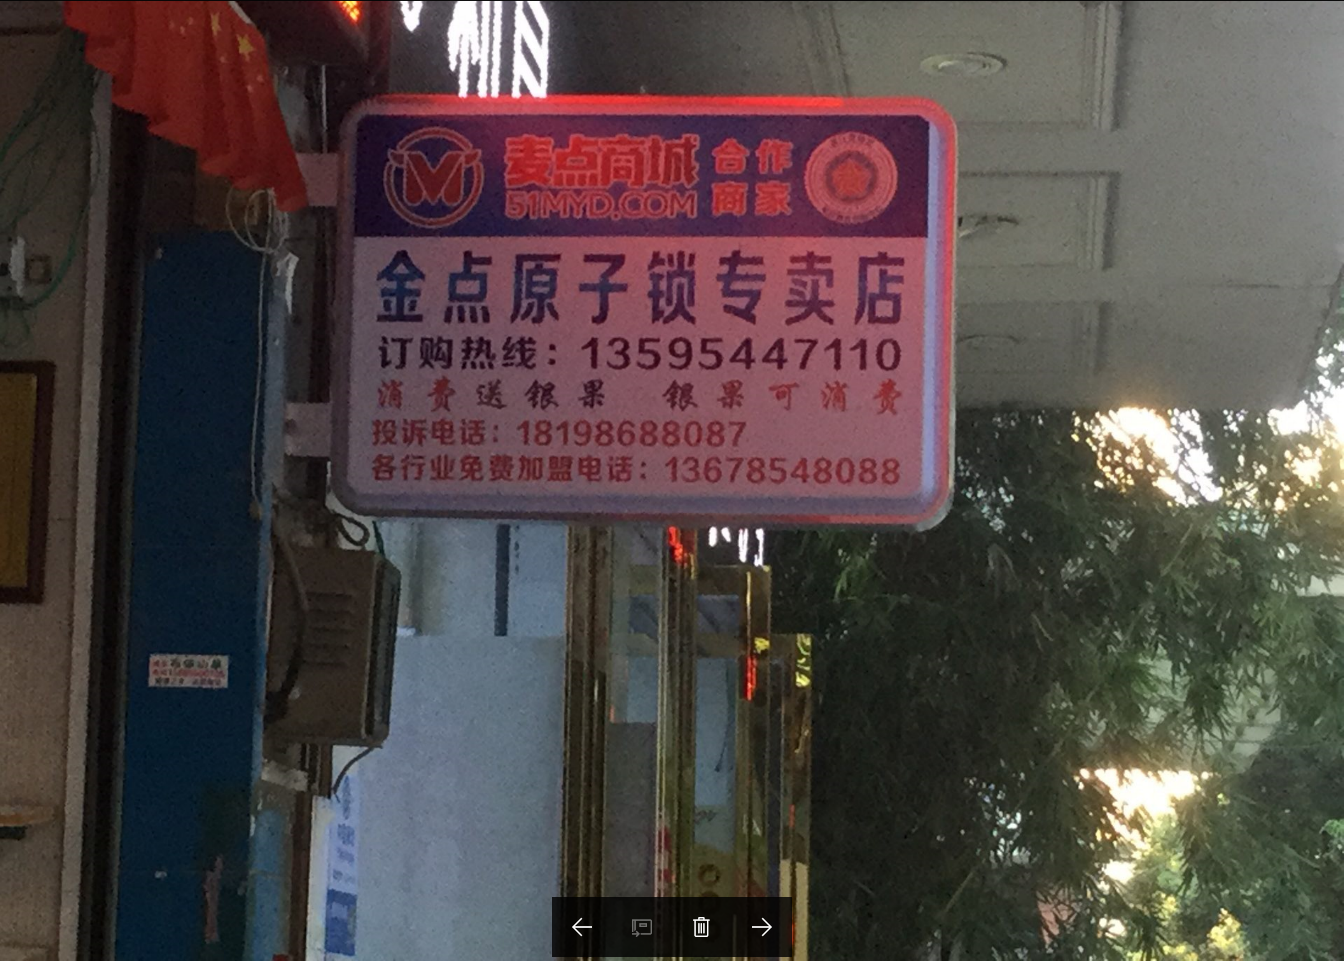 麦点商城 合作
51MYD.COM 商家
金点原子锁专卖店
订购热线：13595447110
消费送银果 银果可消费
投诉电话：18198688087
各行业免费加盟电话：13678548088